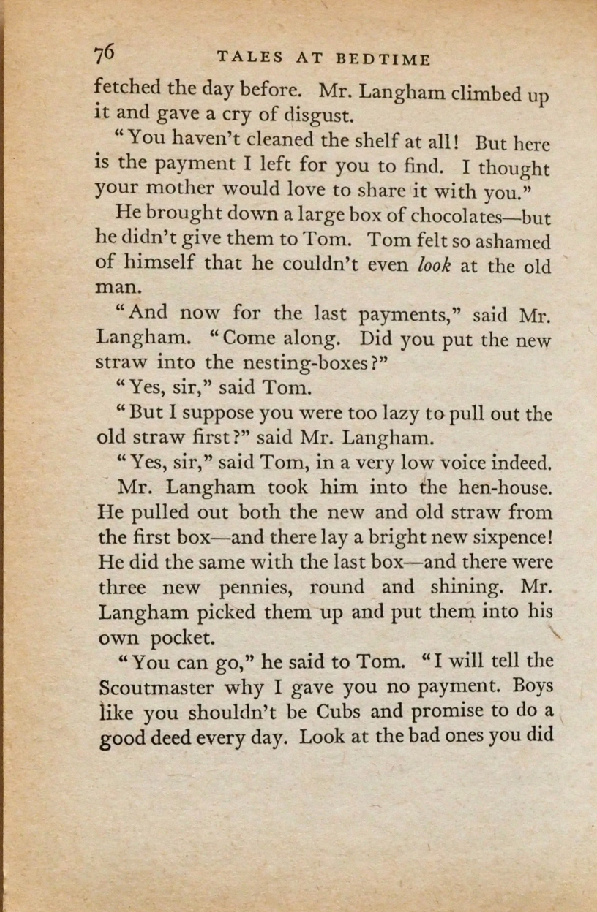 76 TALES AT BEDTIME
fetched the day before. Mr. Langham climbed up
it and gave a cry of disgust.
“You haven’t cleaned the shelf at all! But here
is the payment I left for you to find. I thought
your mother would love to share it with you.”
He brought down a large box of chocolates—but
he didn’t give them to Tom. Tom felt so ashamed
of himself that he couldn’t even look at the old
man.
“And now for the last payments,” said Mr.
Langham. “Come along. Did you put the new
straw into the nesting-boxes?”
“Yes, sir,” said Tom.
“But I suppose you were too lazy to pull out the
old straw first?” said Mr. Langham.
“Yes, sir,” said Tom, in a very low voice indeed.
Mr. Langham took him into the hen-house.
He pulled out both the new and old straw from
the first box—and there lay a bright new sixpence!
He did the same with the last box—and there were
three new pennies, round and shining. Mr.
Langham picked them up and put them into his
own pocket.
“You can go,” he said to Tom. “I will tell the
Scoutmaster why I gave you no payment. Boys
like you shouldn’t be Cubs and promise to do a
good deed every day. Look at the bad ones you did